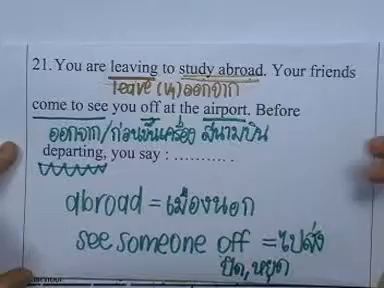 21. You are leaving to study abroad. Your friends
leave (v) ออกจาก
come to see you off at the airport. Before
ออกจาก/ก่อนขึ้นเครื่อง สนามบิน
departing, you say : ..........
abroad = เมืองนอก
see someone off = ไปส่ง
ปิด, หยุด